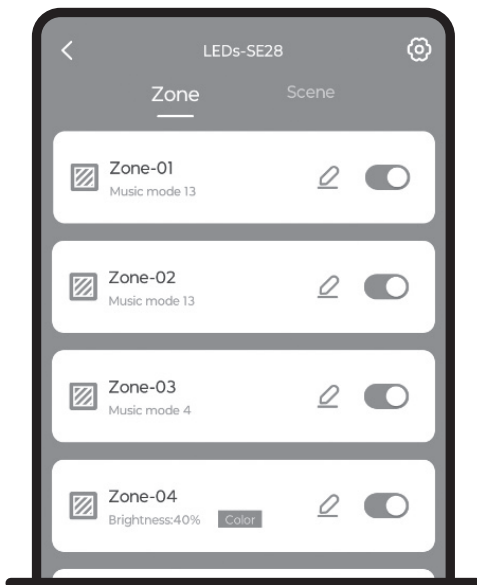 LEDs-SE28
Zone Scene
Zone-01
Music mode 13
Zone-02
Music mode 13
Zone-03
Music mode 4
Zone-04
Brightness:40% Color